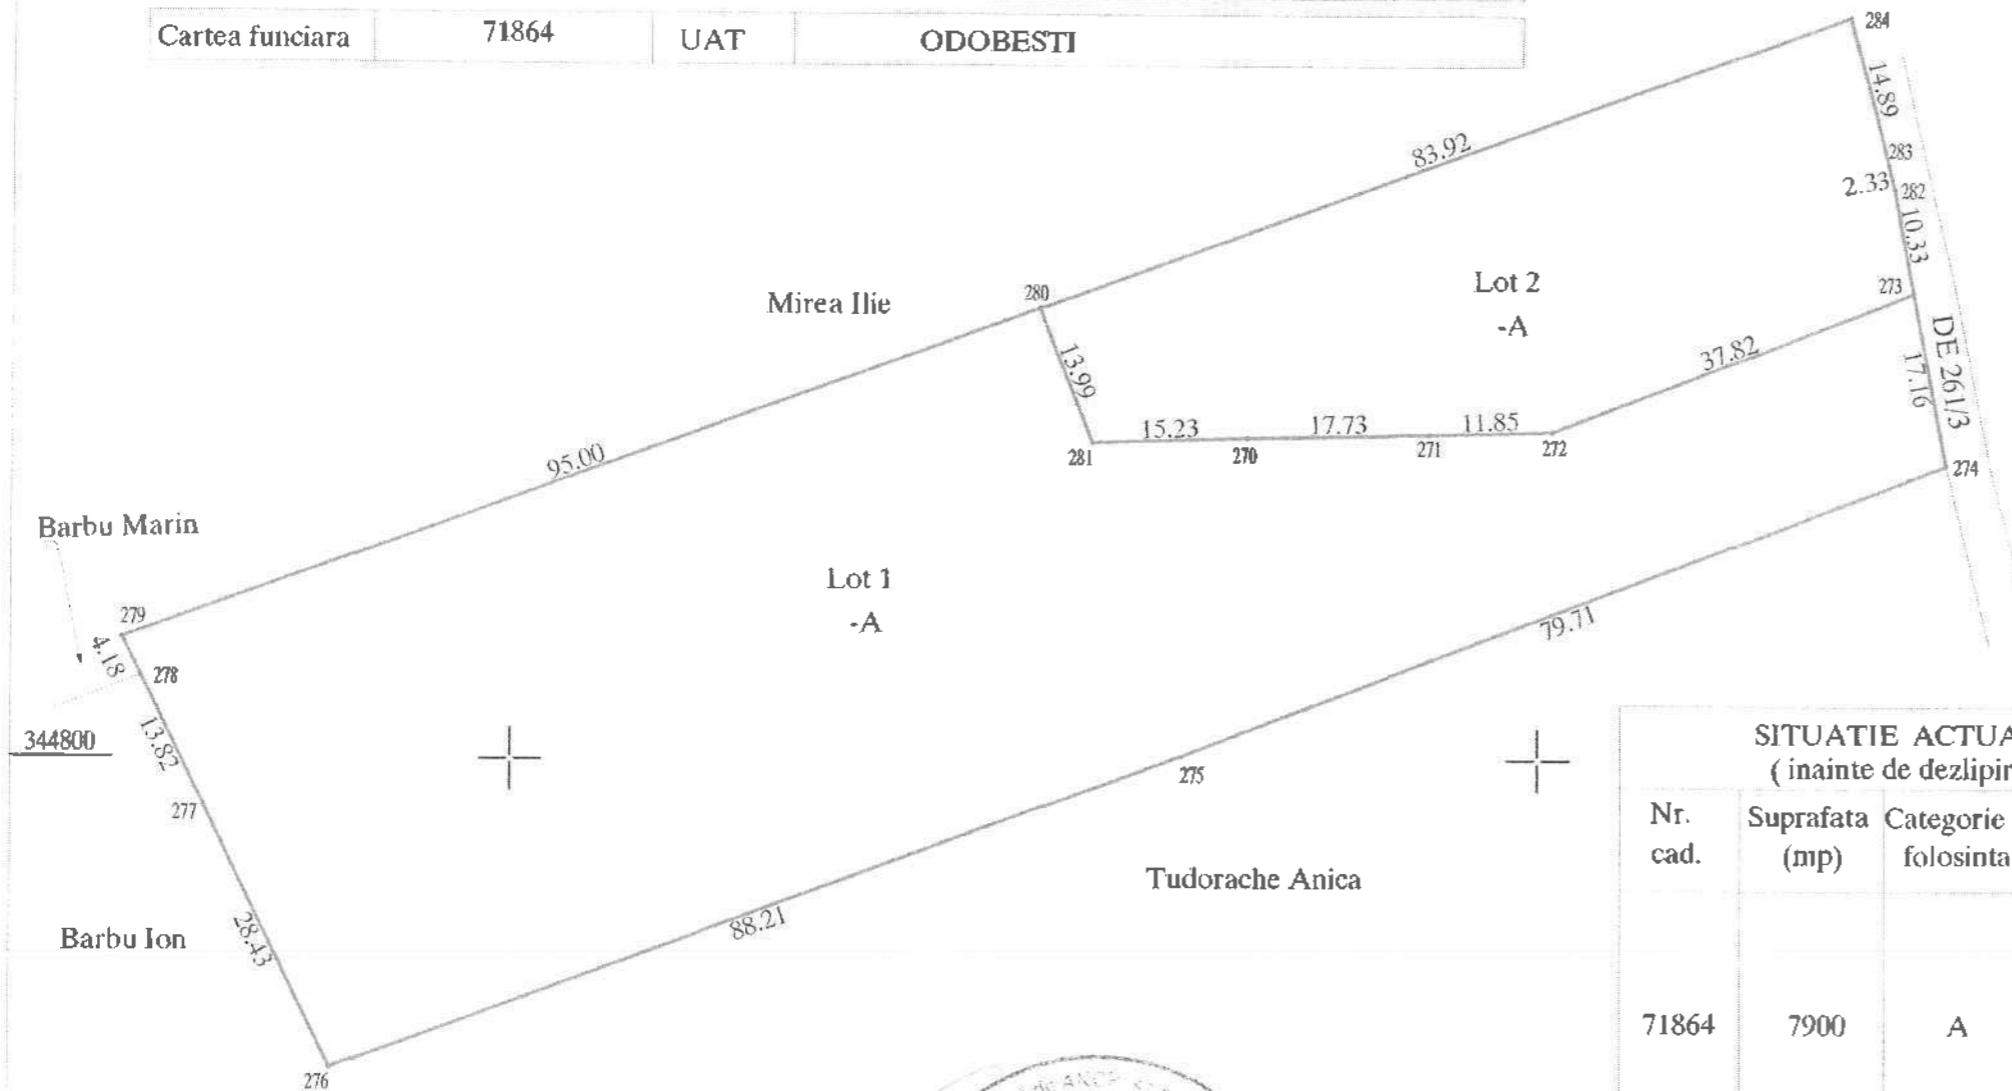 Cartea funciara 71864 UAT ODOBESTI
284
14.89
83.92
283
2.33
282
10.33
Mirea Ilie
280
Lot 2
-A
273
13.99
37.82
DE 261/3
17.16
15.23
17.73
11.85
281
270
271
272
274
95.00
Barbu Marin
Lot 1
-A
279
4.18
278
79.71
344800
13.82
277
275
Tudorache Anica
Barbu Ion
28.43
88.21
276
SITUATIE ACTUA
( inainte de dezlipir
Nr. cad.
Suprafata (mp)
Categorie folosinta
71864 7900 A